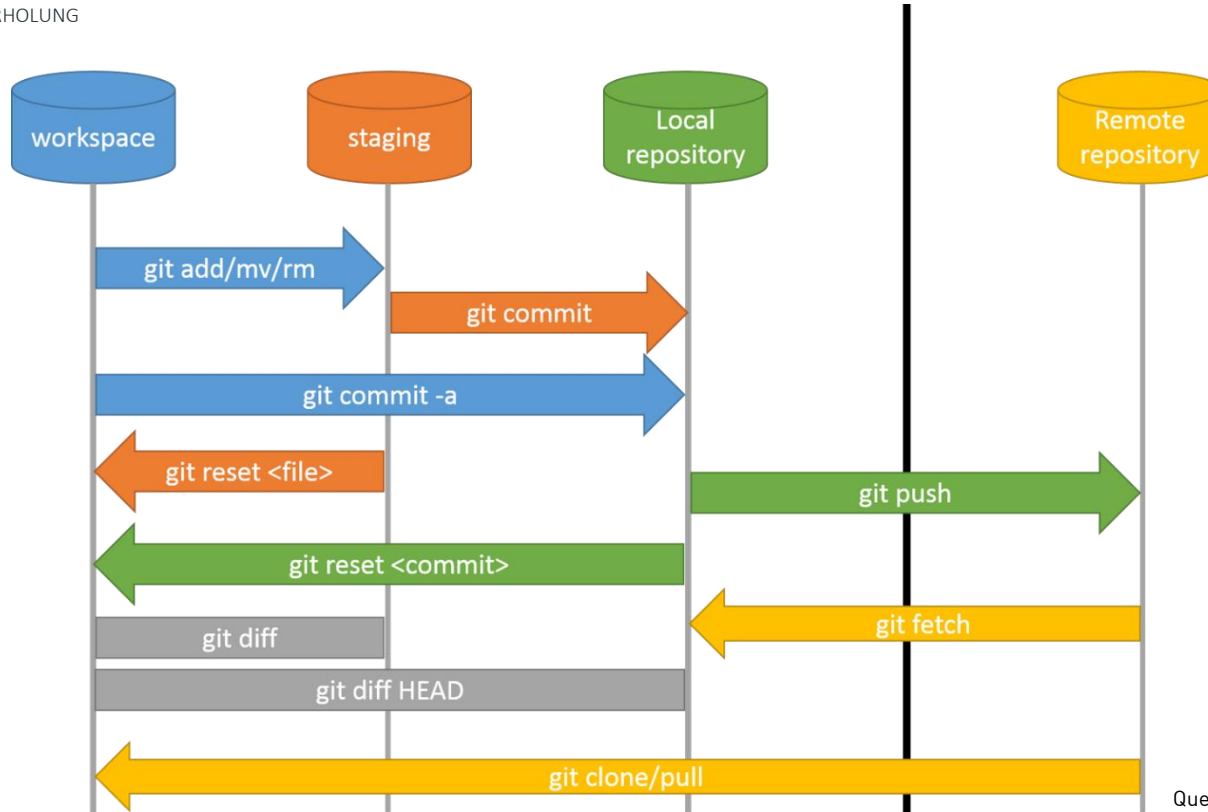 RHOLUNG
workspace
staging
Local
repository
Remote
repository
git add/mv/rm
git commit
git commit -a
git reset <file>
git push
git reset <commit>
git fetch
git diff
git diff HEAD
git clone/pull
Que